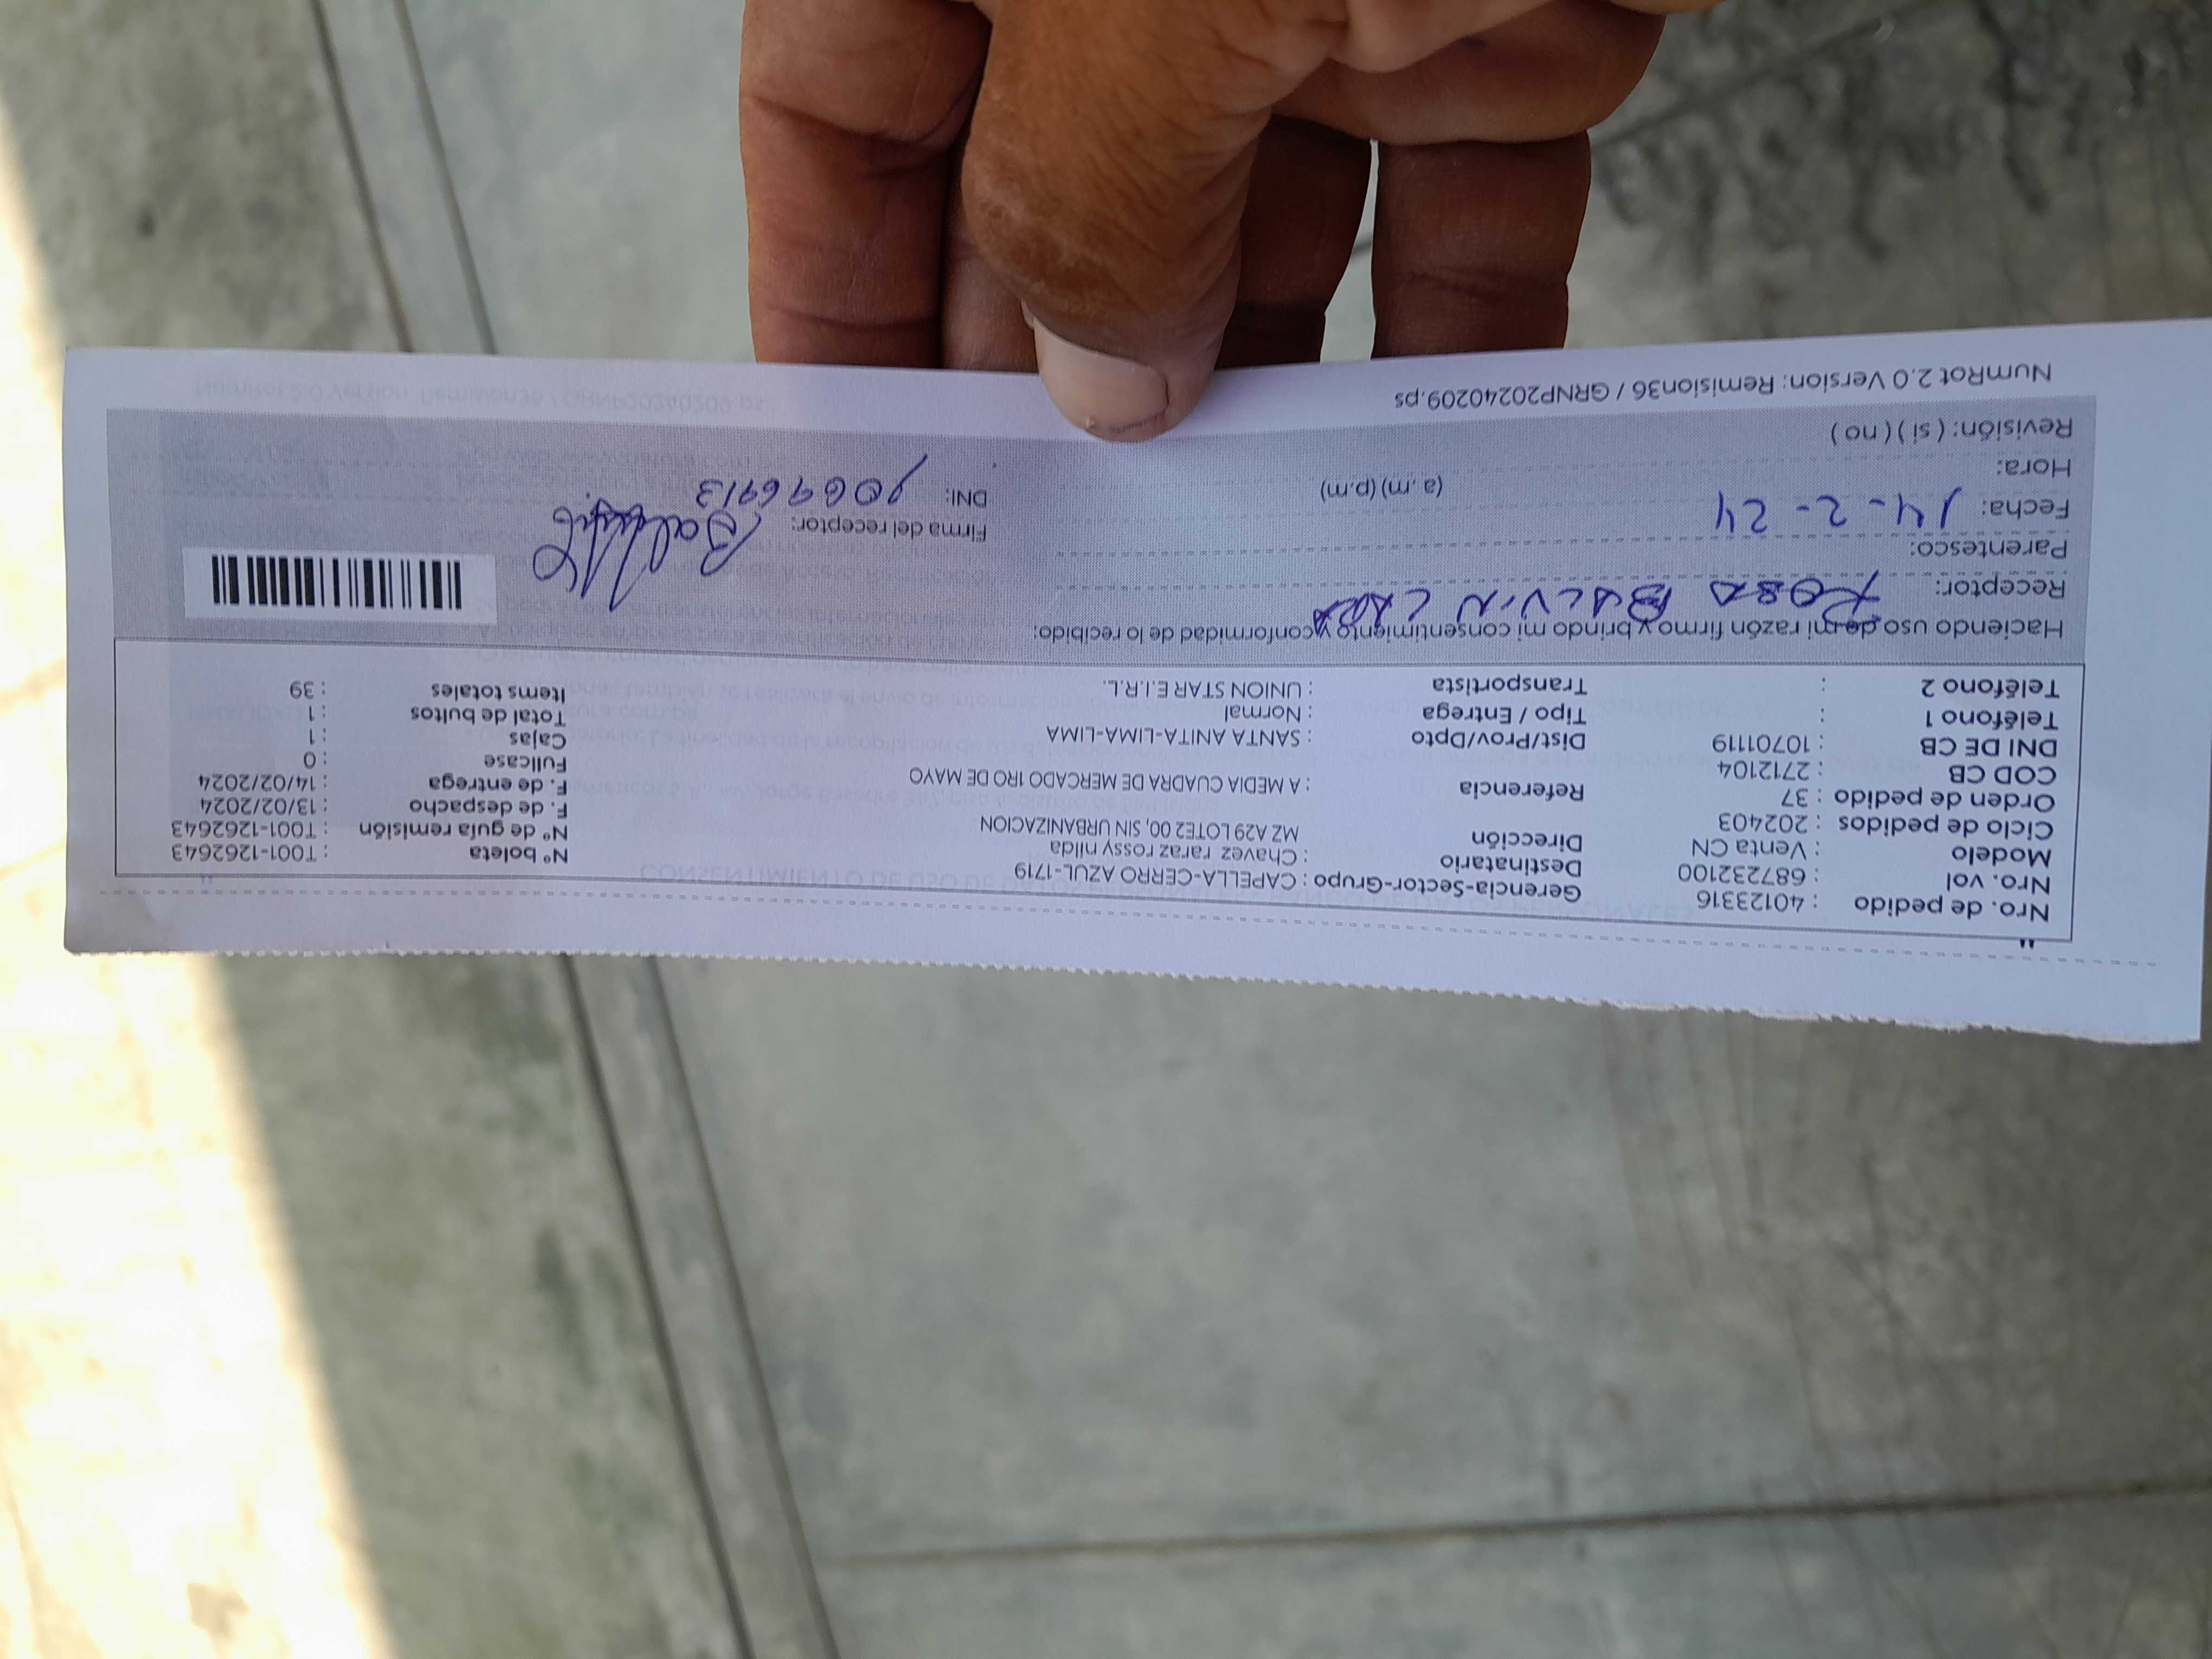 Nro. de pedido : 40123316
Nro. vol : 687232100
Modelo : Venta CN
Ciclo de pedidos : 202403
Orden de pedido : 37
COD CB : 2712104
DNI DE CB : 10701119
Teléfono 1 :
Teléfono 2 :
Gerencia-Sector-Grupo : CAPELLA-CERRO AZUL-1719
Destinatario : Chavez raraz rossy nilda
Dirección MZ A29 LOTE2 00, SIN URBANIZACION
Referencia : A MEDIA CUADRA DE MERCADO 1RO DE MAYO
Dist/Prov/Dpto : SANTA ANITA-LIMA-LIMA
Tipo / Entrega : Normal
Transportista : UNION STAR E.I.R.L.
Nº boleta : T001-1262643
Nº de guía remisión : T001-1262643
F. de despacho : 13/02/2024
F. de entrega : 14/02/2024
Fullcase : 0
Cajas : 1
Total de bultos : 1
Items totales : 39
Haciendo uso de mi razón firmo y brindo mi consentimiento y conformidad de lo recibido:
Receptor: ROSA BALVIN
Parentesco:
Fecha: 14-2-24
Hora: (a.m) (p.m)
Revisión: ( si ) ( no )
Firma del receptor:
DNI:
NumRot 2.0 Version: Remision36 / GRNP20240209.ps